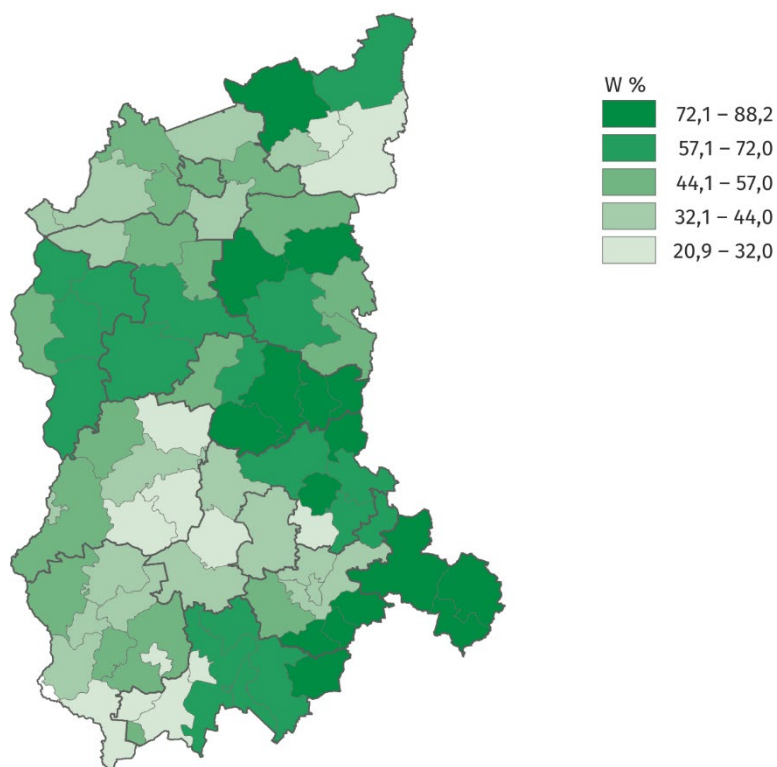 W %
72,1 – 88,2
57,1 – 72,0
44,1 – 57,0
32,1 – 44,0
20,9 – 32,0